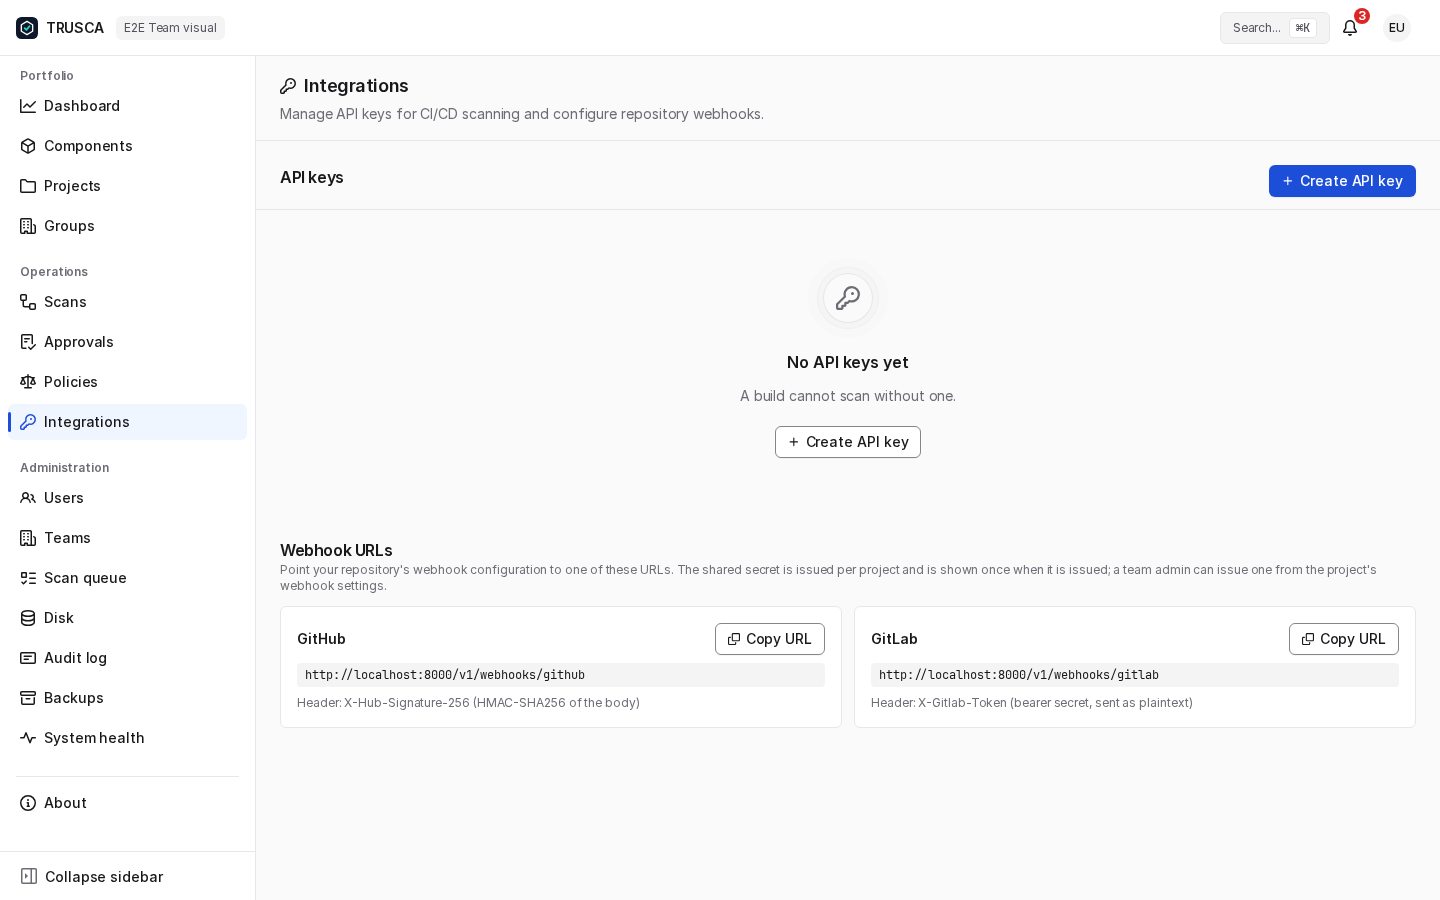 TRUSCA
E2E Team visual
Search...
⌘K
3
EU
Portfolio
Dashboard
Components
Projects
Groups
Operations
Scans
Approvals
Policies
Integrations
Administration
Users
Teams
Scan queue
Disk
Audit log
Backups
System health
About
Collapse sidebar
Integrations
Manage API keys for CI/CD scanning and configure repository webhooks.
API keys
+ Create API key
No API keys yet
A build cannot scan without one.
+ Create API key
Webhook URLs
Point your repository's webhook configuration to one of these URLs. The shared secret is issued per project and is shown once when it is issued; a team admin can issue one from the project's
webhook settings.
GitHub
Copy URL
http://localhost:8000/v1/webhooks/github
Header: X-Hub-Signature-256 (HMAC-SHA256 of the body)
GitLab
Copy URL
http://localhost:8000/v1/webhooks/gitlab
Header: X-Gitlab-Token (bearer secret, sent as plaintext)